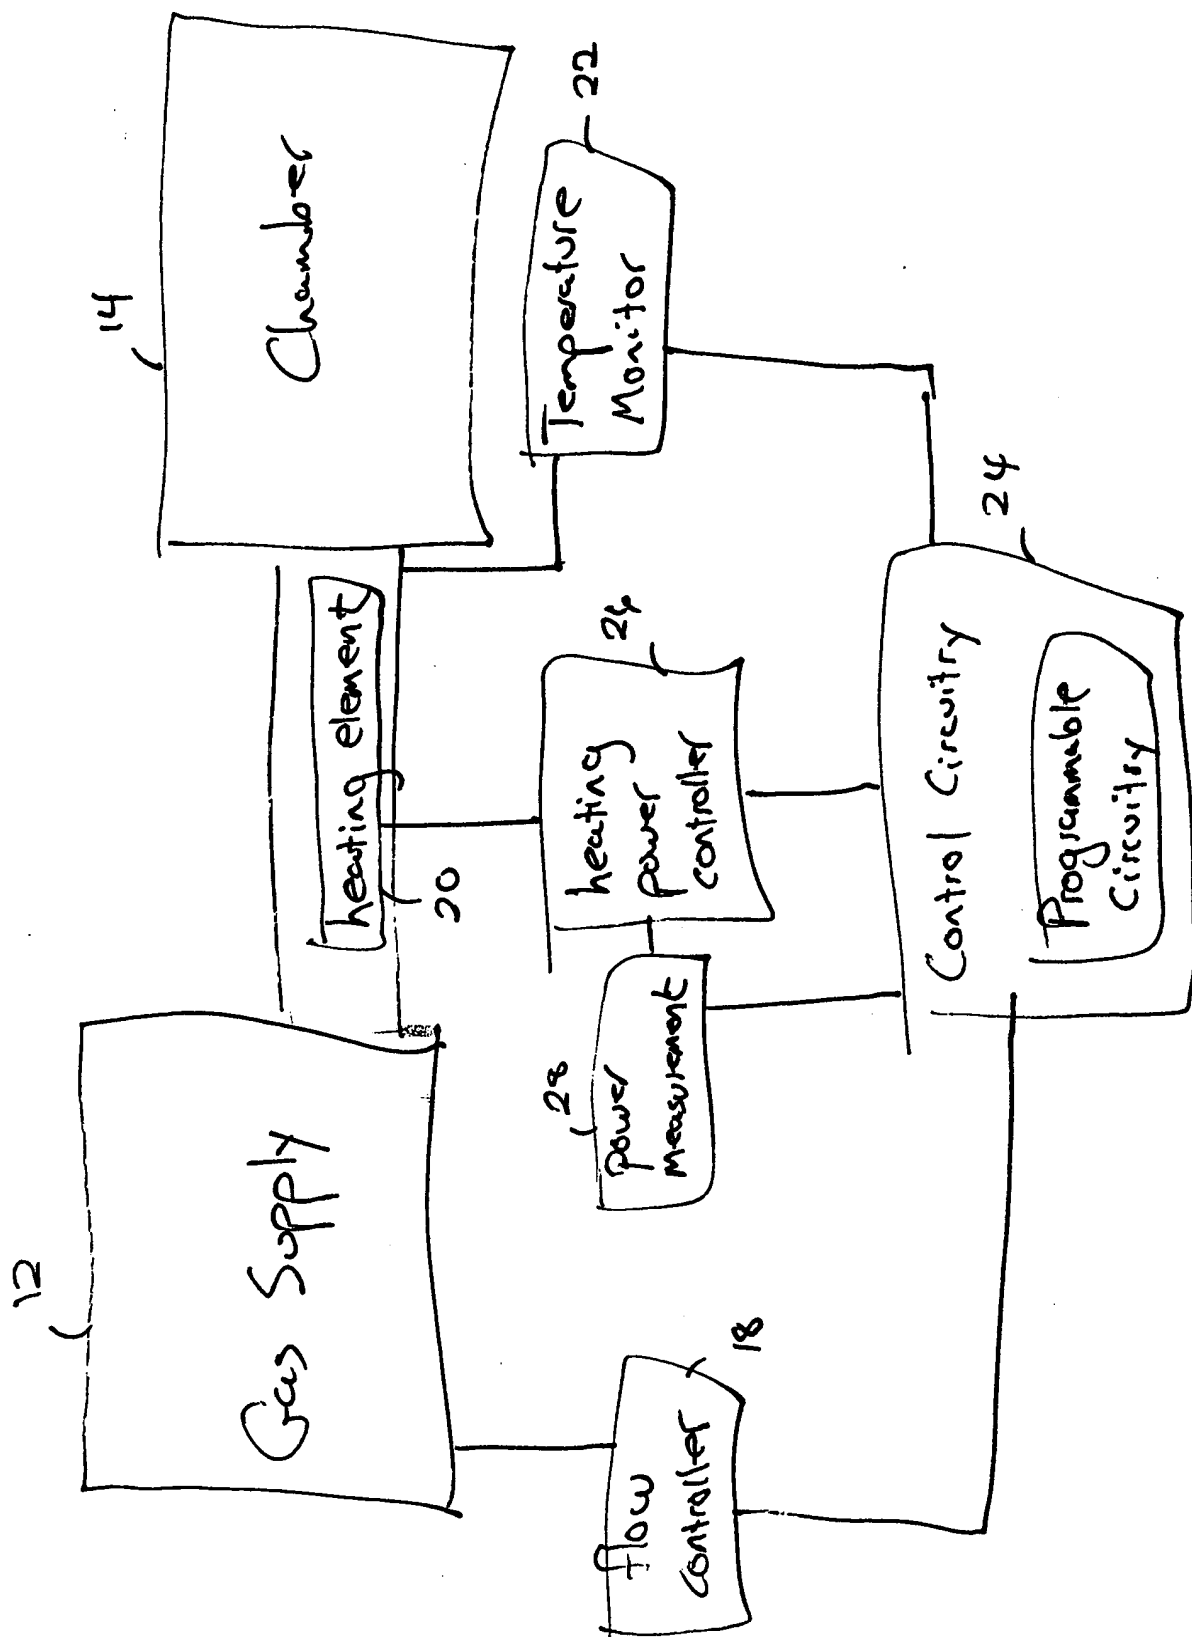 12
Gas Supply
14
Chamber
heating element
20
Temperature
Monitor
22
heating
power
controller
26
28
power
measurement
flow
controller
18
Control Circuitry
24
Programmable
Circuitry